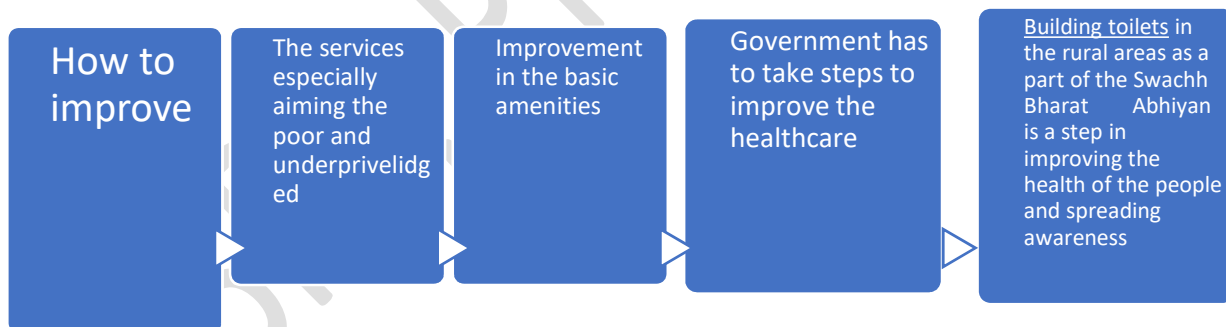 How to
improve
The services
especially
aiming the
poor and
underprivelidg
ed
Improvement
in the basic
amenities
Government has
to take steps to
improve the
healthcare
Building toilets in
the rural areas as a
part of the Swachh
Bharat Abhiyan
is a step in
improving the
health of the people
and spreading
awareness